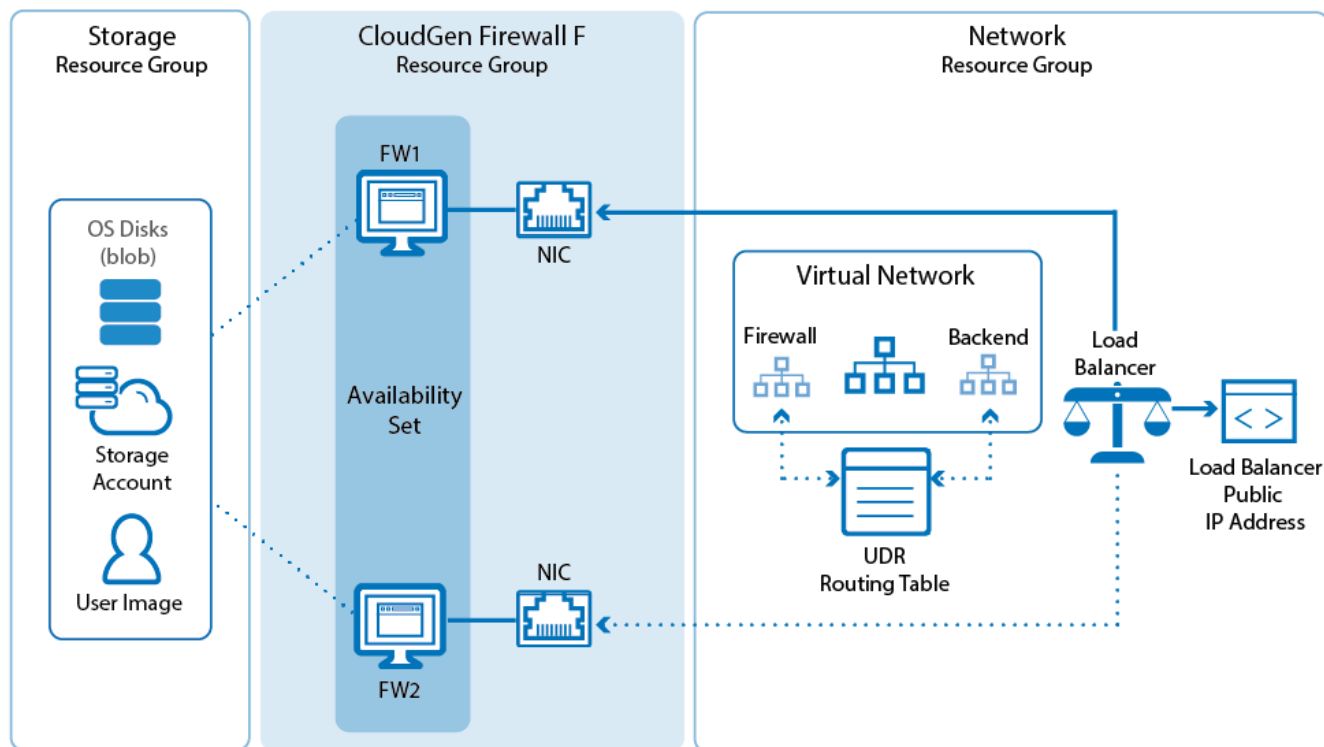 Storage
Resource Group
OS Disks
(blob)
Storage
Account
User Image
CloudGen Firewall F
Resource Group
FW1
NIC
Availability
Set
NIC
FW2
Network
Resource Group
Virtual Network
Firewall
Backend
UDR
Routing Table
Load
Balancer
< >
Load Balancer
Public
IP Address